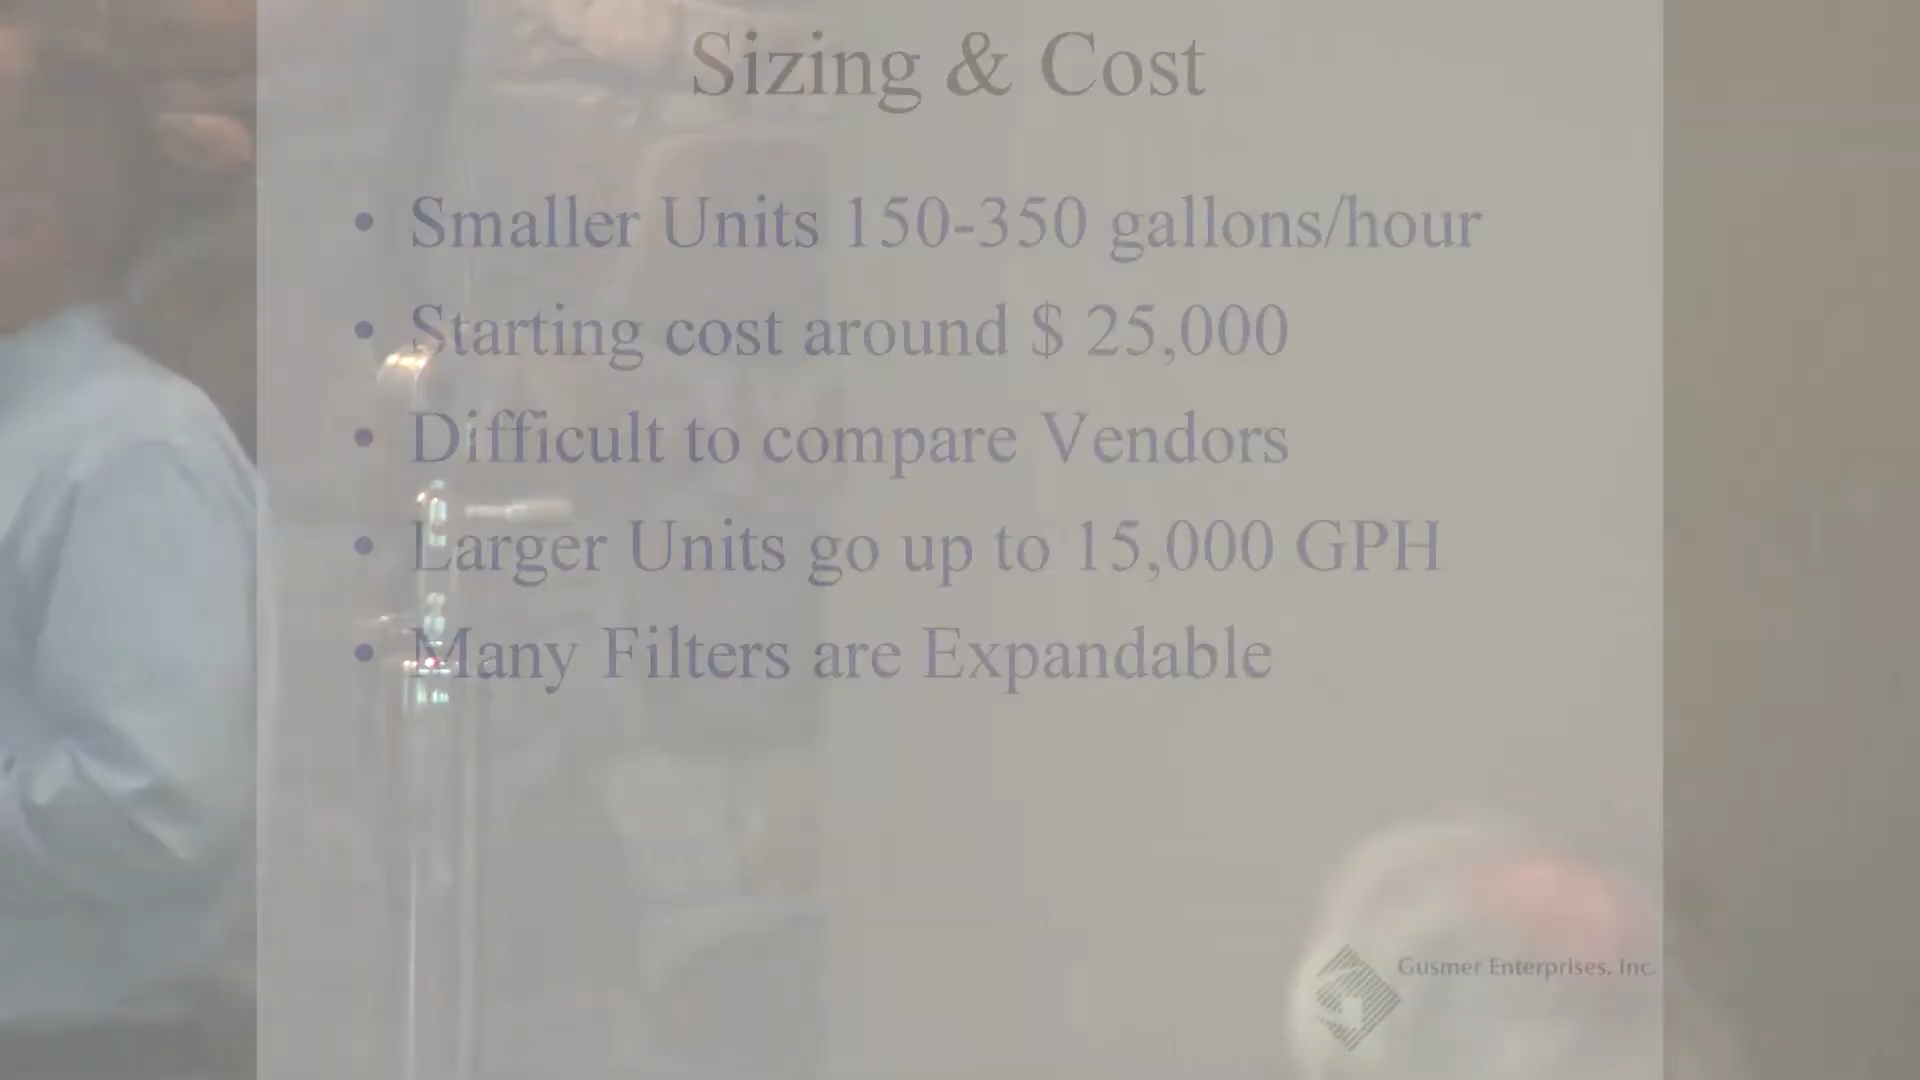 Sizing & Cost
• Smaller Units 150-350 gallons/hour
• Starting cost around $ 25,000
• Difficult to compare Vendors
• Larger Units go up to 15,000 GPH
• Many Filters are Expandable
Gusmer Enterprises, Inc.